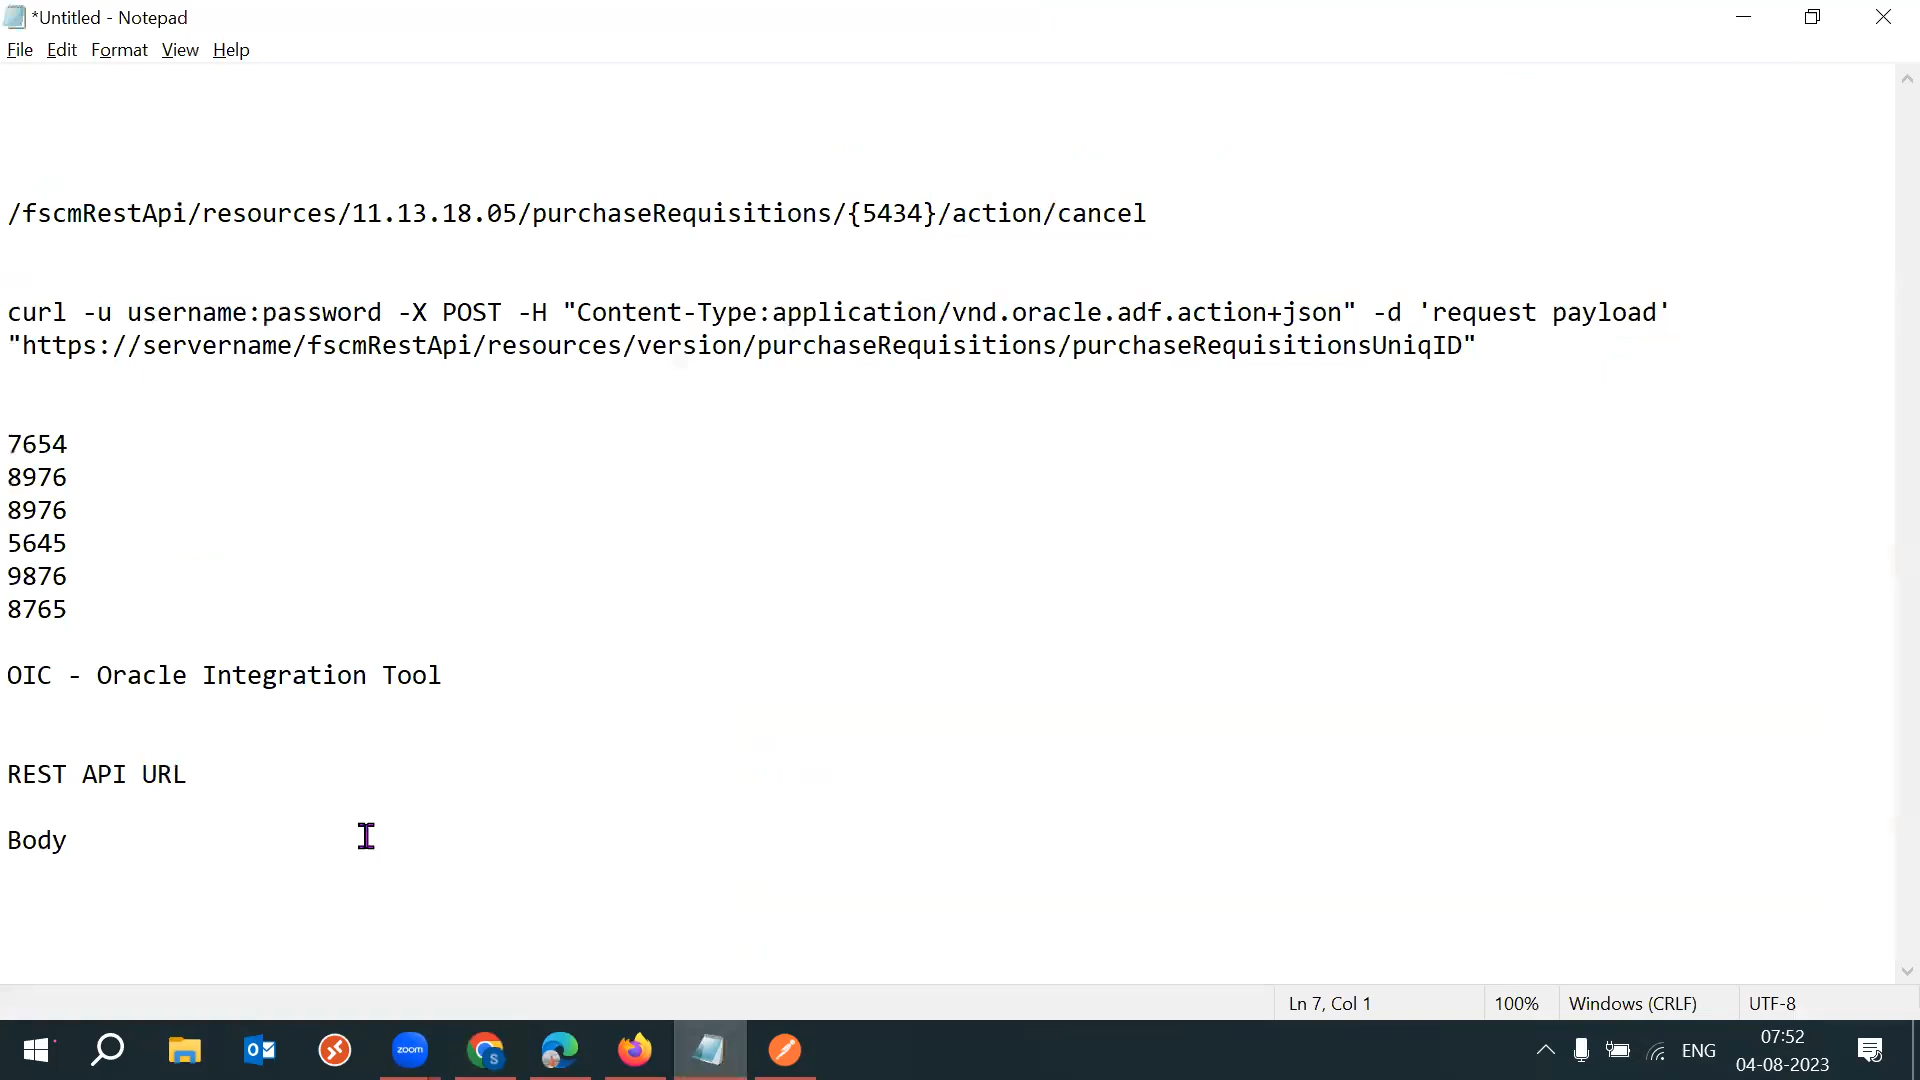 *Untitled - Notepad
File Edit Format View Help
/fscmRestApi/resources/11.13.18.05/purchaseRequisitions/{5434}/action/cancel
curl -u username:password -X POST -H "Content-Type:application/vnd.oracle.adf.action+json" -d 'request payload'
"https://servername/fscmRestApi/resources/version/purchaseRequisitions/purchaseRequisitionsUniqID"
7654
8976
8976
5645
9876
8765
OIC - Oracle Integration Tool
REST API URL
Body
Ln 7, Col 1 100% Windows (CRLF) UTF-8
zoom S ENG 07:52
04-08-2023